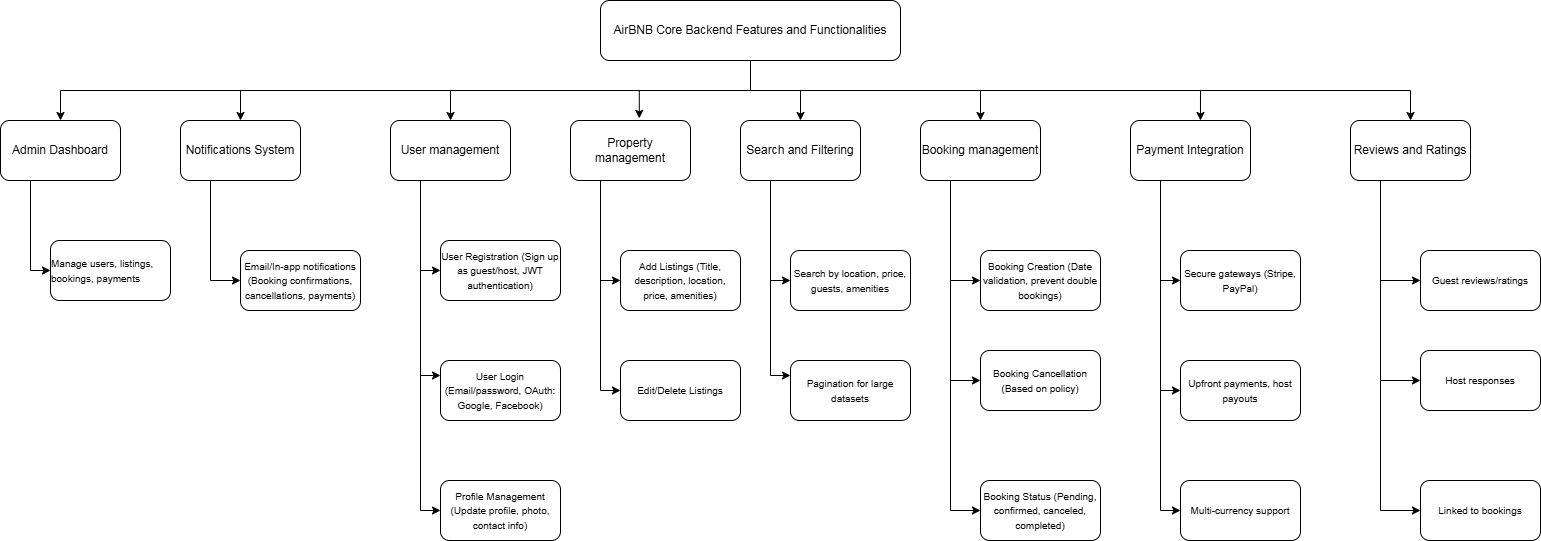 AirBNB Core Backend Features and Functionalities
Admin Dashboard
Notifications System
User management
Property
management
Search and Filtering
Booking management
Payment Integration
Reviews and Ratings
Manage users, listings,
bookings, payments
Email/In-app notifications
(Booking confirmations,
cancellations, payments)
User Registration (Sign up
as guest/host, JWT
authentication)
User Login
(Email/password, OAuth:
Google, Facebook)
Profile Management
(Update profile, photo,
contact info)
Add Listings (Title,
description, location,
price, amenities)
Edit/Delete Listings
Search by location, price,
guests, amenities
Pagination for large
datasets
Booking Creation (Date
validation, prevent double
bookings)
Booking Cancellation
(Based on policy)
Booking Status (Pending,
confirmed, canceled,
completed)
Secure gateways (Stripe,
PayPal)
Upfront payments, host
payouts
Multi-currency support
Guest reviews/ratings
Host responses
Linked to bookings